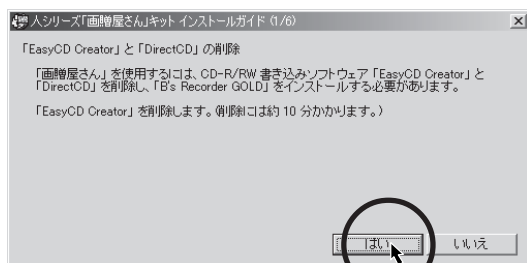 人シリーズ「画贈屋さん」キット インストールガイド (1/6)
「EasyCD Creator」と「DirectCD」の削除
「画贈屋さん」を使用するには、CD-R/RW 書き込みソフトウェア「EasyCD Creator」と
「DirectCD」を削除し、「B's Recorder GOLD」をインストールする必要があります。
「EasyCD Creator」を削除します。(削除には約 10 分かかります。)
はい
いいえ